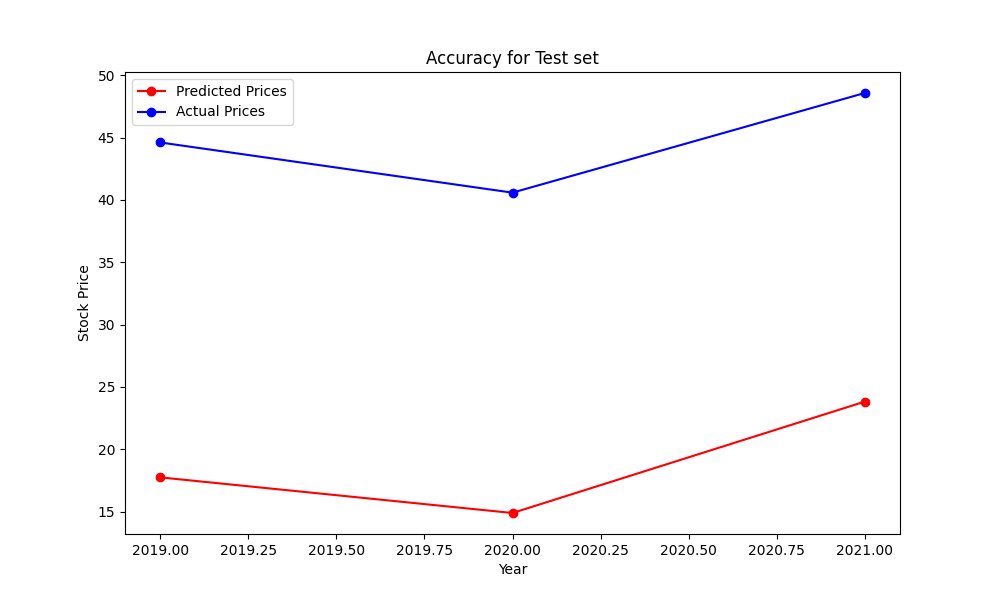 Accuracy for Test set
Predicted Prices
Actual Prices
Stock Price
50
45
40
35
30
25
20
15
2019.00 2019.25 2019.50 2019.75 2020.00 2020.25 2020.50 2020.75 2021.00
Year